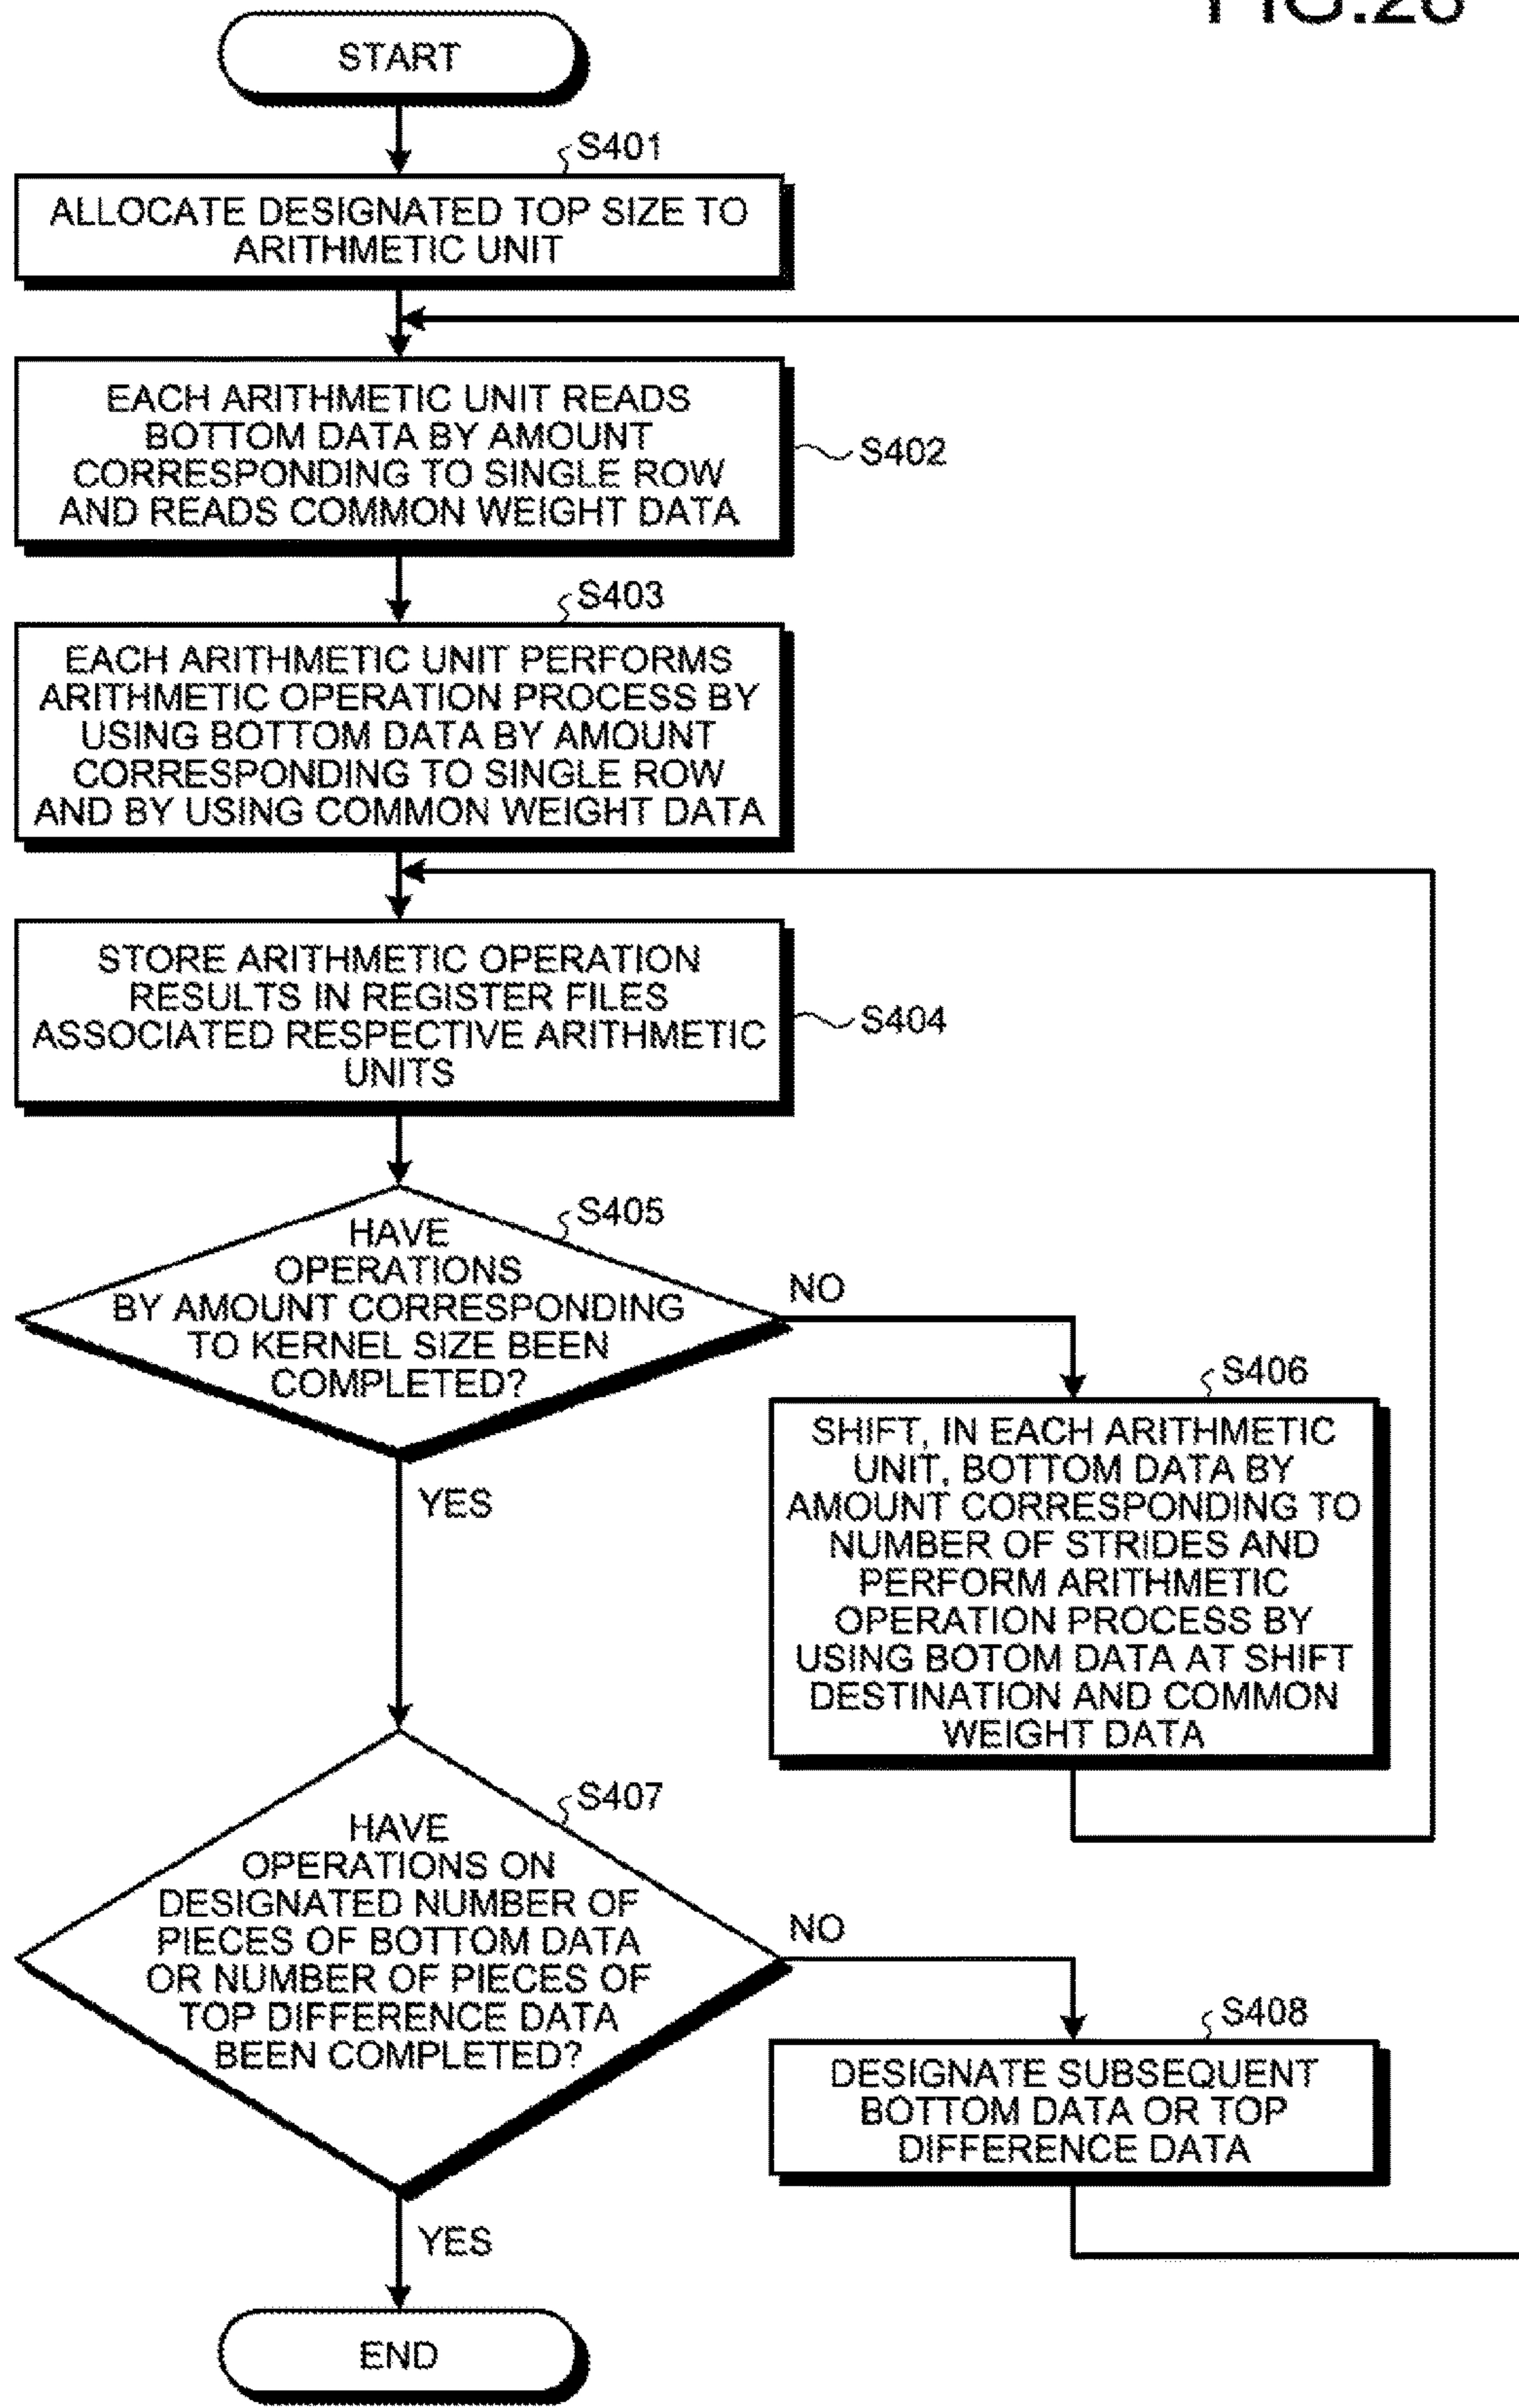 START
S401
ALLOCATE DESIGNATED TOP SIZE TO
ARITHMETIC UNIT
EACH ARITHMETIC UNIT READS
BOTTOM DATA BY AMOUNT
CORRESPONDING TO SINGLE ROW
AND READS COMMON WEIGHT DATA
S402
S403
EACH ARITHMETIC UNIT PERFORMS
ARITHMETIC OPERATION PROCESS BY
USING BOTTOM DATA BY AMOUNT
CORRESPONDING TO SINGLE ROW
AND BY USING COMMON WEIGHT DATA
STORE ARITHMETIC OPERATION
RESULTS IN REGISTER FILES
ASSOCIATED RESPECTIVE ARITHMETIC
UNITS
S404
S405
HAVE
OPERATIONS
BY AMOUNT CORRESPONDING
TO KERNEL SIZE BEEN
COMPLETED?
NO
YES
S406
SHIFT, IN EACH ARITHMETIC
UNIT, BOTTOM DATA BY
AMOUNT CORRESPONDING TO
NUMBER OF STRIDES AND
PERFORM ARITHMETIC
OPERATION PROCESS BY
USING BOTOM DATA AT SHIFT
DESTINATION AND COMMON
WEIGHT DATA
S407
HAVE
OPERATIONS ON
DESIGNATED NUMBER OF
PIECES OF BOTTOM DATA
OR NUMBER OF PIECES OF
TOP DIFFERENCE DATA
BEEN COMPLETED?
NO
YES
S408
DESIGNATE SUBSEQUENT
BOTTOM DATA OR TOP
DIFFERENCE DATA
END